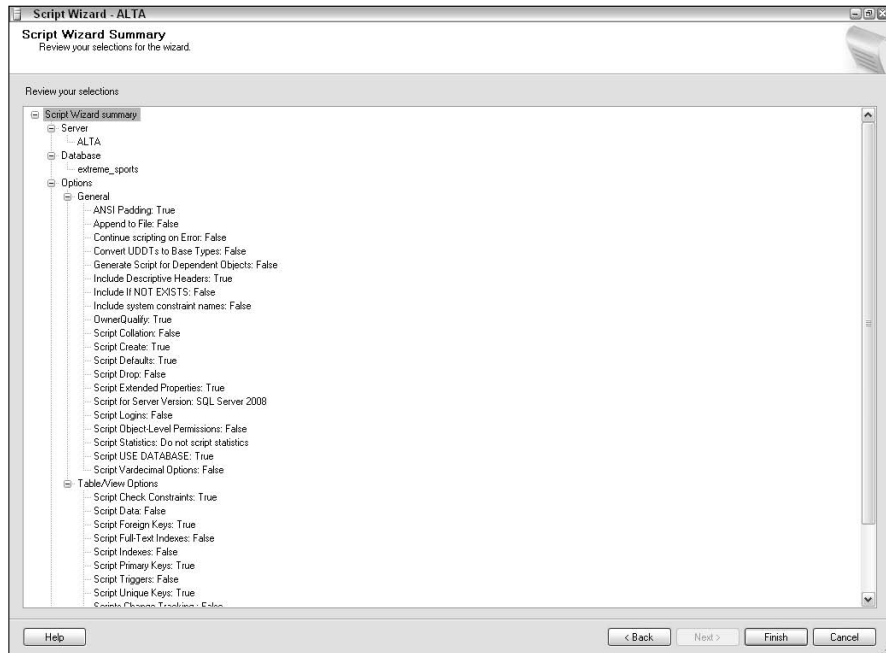 Script Wizard - ALTA
Script Wizard Summary
Review your selections for the wizard.
Review your selections
Script Wizard summary
Server
ALTA
Database
extreme_sports
Options
General
ANSI Padding: True
Append to File: False
Continue scripting on Error: False
Convert UDDTs to Base Types: False
Generate Script for Dependent Objects: False
Include Descriptive Headers: True
Include If NOT EXISTS: False
Include system constraint names: False
OwnerQualify: True
Script Collation: False
Script Create: True
Script Defaults: True
Script Drop: False
Script Extended Properties: True
Script for Server Version: SQL Server 2008
Script Logins: False
Script Object-Level Permissions: False
Script Statistics: Do not script statistics
Script USE DATABASE: True
Script Vardecimal Options: False
Table/View Options
Script Check Constraints: True
Script Data: False
Script Foreign Keys: True
Script Full-Text Indexes: False
Script Indexes: False
Script Primary Keys: True
Script Triggers: False
Script Unique Keys: True
Scripts Change Tracking : False
Help
< Back
Next >
Finish
Cancel